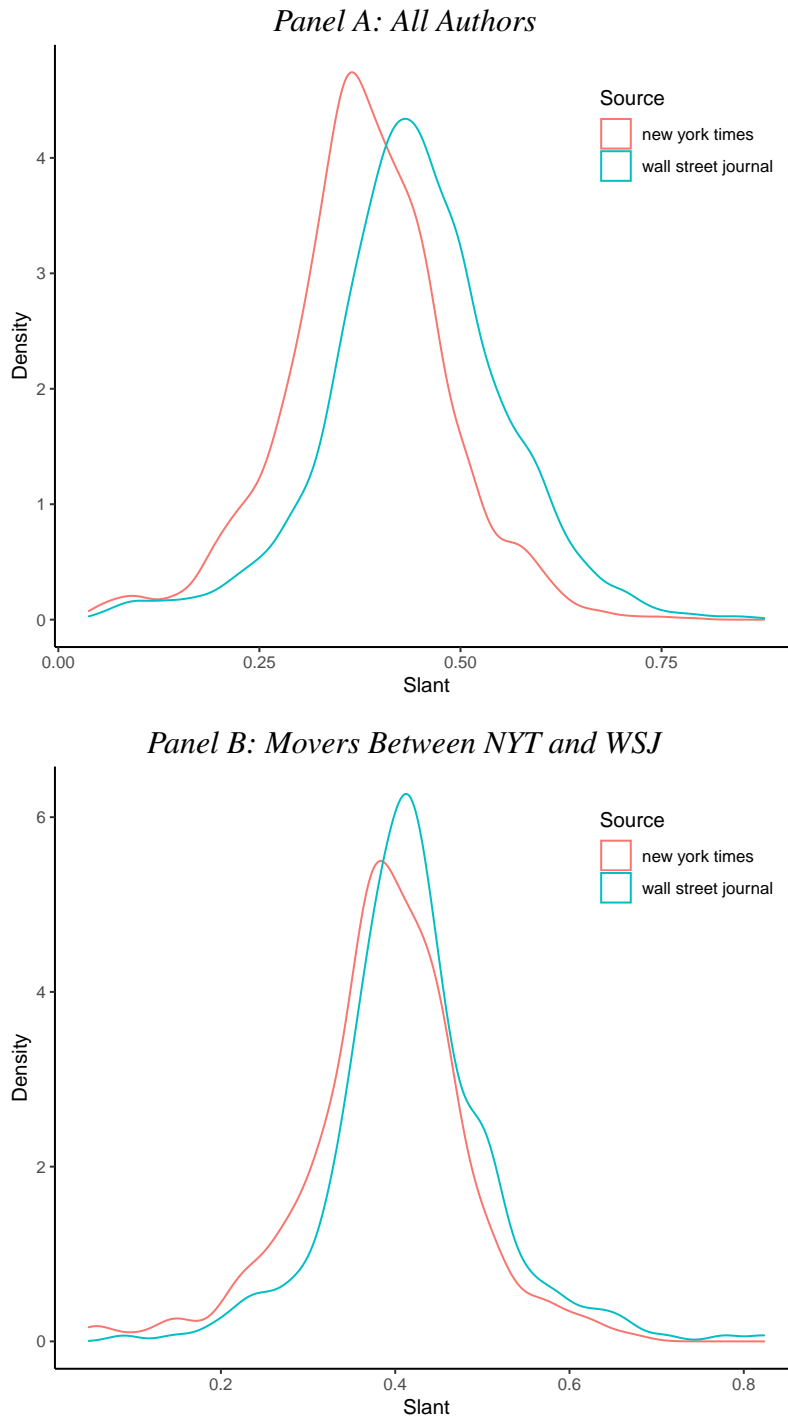 Panel A: All Authors
Source
new york times
wall street journal
4
3
2
1
0
Density
0.00 0.25 0.50 0.75
Slant
Panel B: Movers Between NYT and WSJ
Source
new york times
wall street journal
6
4
2
0
Density
0.2 0.4 0.6 0.8
Slant